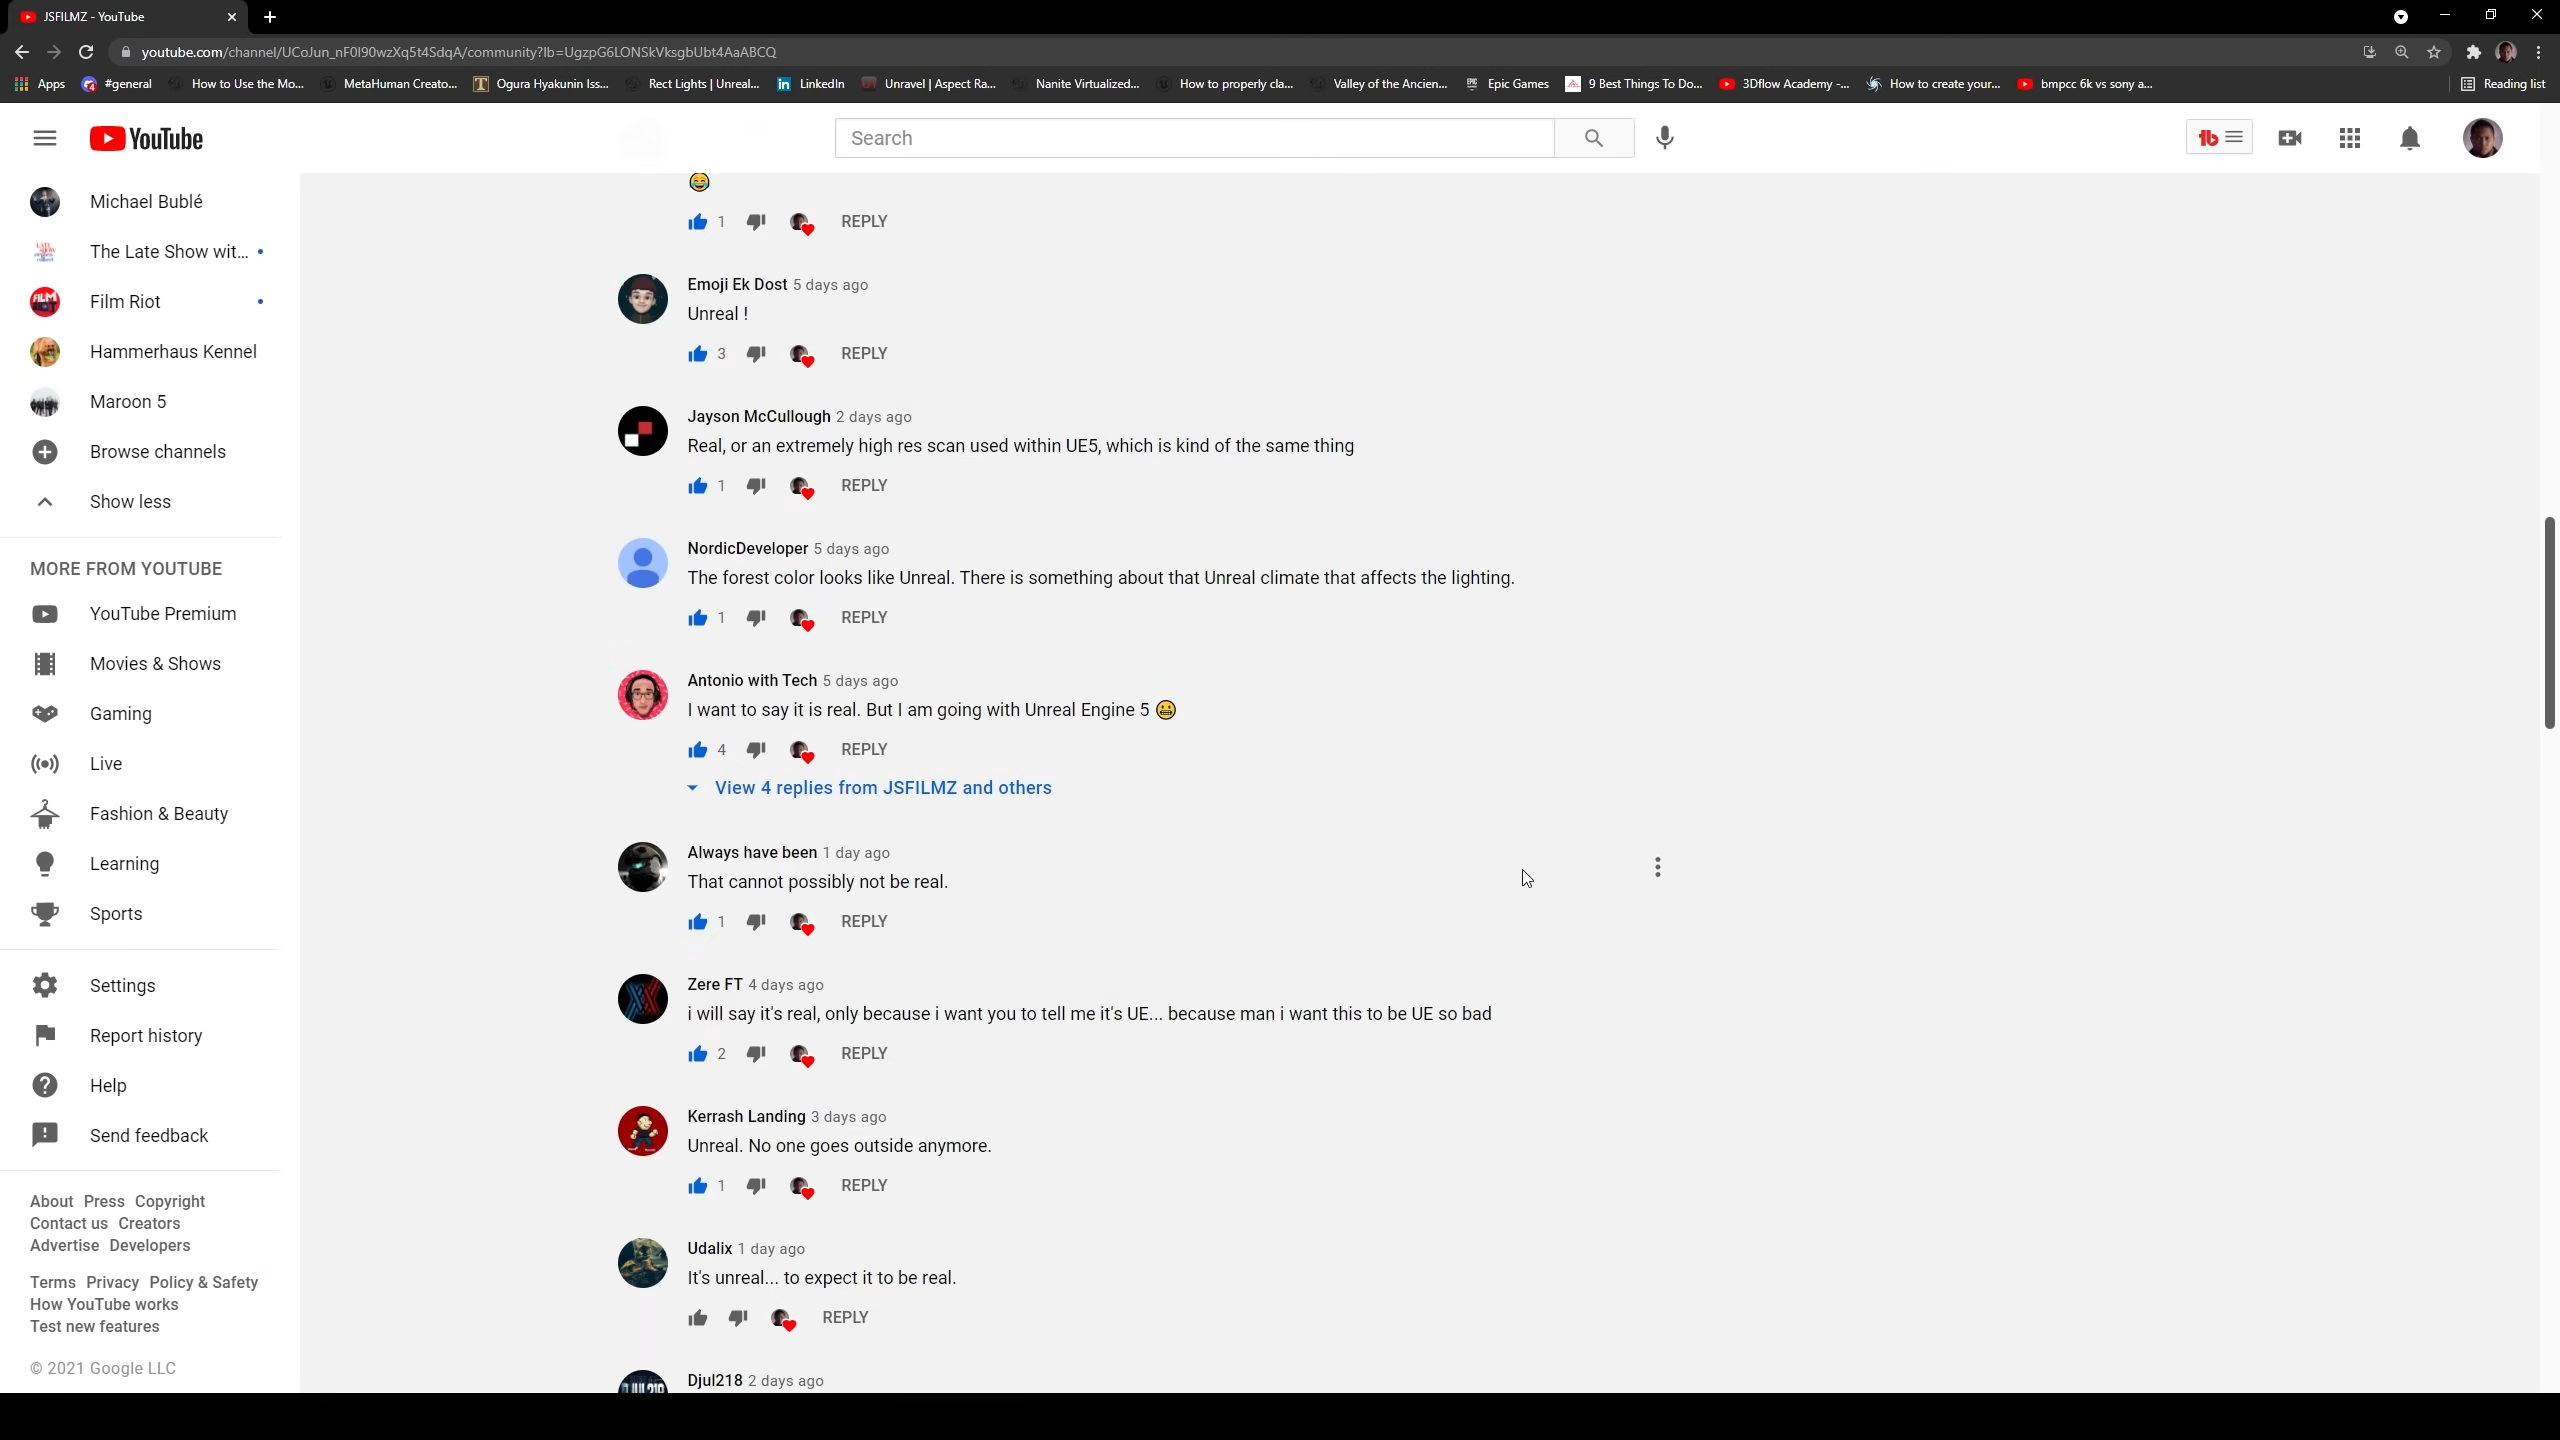 JSFILMZ - YouTube
youtube.com/channel/UCoJun_nF0I90wzXq5t4SdqA/community?lb=UgzpG6LONSkVksgbUbt4AaABCQ
Apps #general How to Use the Mo... MetaHuman Creato... Ogura Hyakunin Iss... Rect Lights | Unreal... LinkedIn Unravel | Aspect Ra... Nanite Virtualized... How to properly cla... Valley of the Ancien... Epic Games 9 Best Things To Do... 3Dflow Academy -... How to create your... bmpcc 6k vs sony a... Reading list
YouTube
Search
Michael Bublé
The Late Show wit...
Film Riot
Hammerhaus Kennel
Maroon 5
Browse channels
Show less
MORE FROM YOUTUBE
YouTube Premium
Movies & Shows
Gaming
Live
Fashion & Beauty
Learning
Sports
Settings
Report history
Help
Send feedback
About Press Copyright
Contact us Creators
Advertise Developers
Terms Privacy Policy & Safety
How YouTube works
Test new features
© 2021 Google LLC
😂
1 REPLY
Emoji Ek Dost 5 days ago
Unreal !
3 REPLY
Jayson McCullough 2 days ago
Real, or an extremely high res scan used within UE5, which is kind of the same thing
1 REPLY
NordicDeveloper 5 days ago
The forest color looks like Unreal. There is something about that Unreal climate that affects the lighting.
1 REPLY
Antonio with Tech 5 days ago
I want to say it is real. But I am going with Unreal Engine 5 😬
4 REPLY
View 4 replies from JSFILMZ and others
Always have been 1 day ago
That cannot possibly not be real.
1 REPLY
Zere FT 4 days ago
i will say it's real, only because i want you to tell me it's UE... because man i want this to be UE so bad
2 REPLY
Kerrash Landing 3 days ago
Unreal. No one goes outside anymore.
1 REPLY
Udalix 1 day ago
It's unreal... to expect it to be real.
REPLY
Djul218 2 days ago